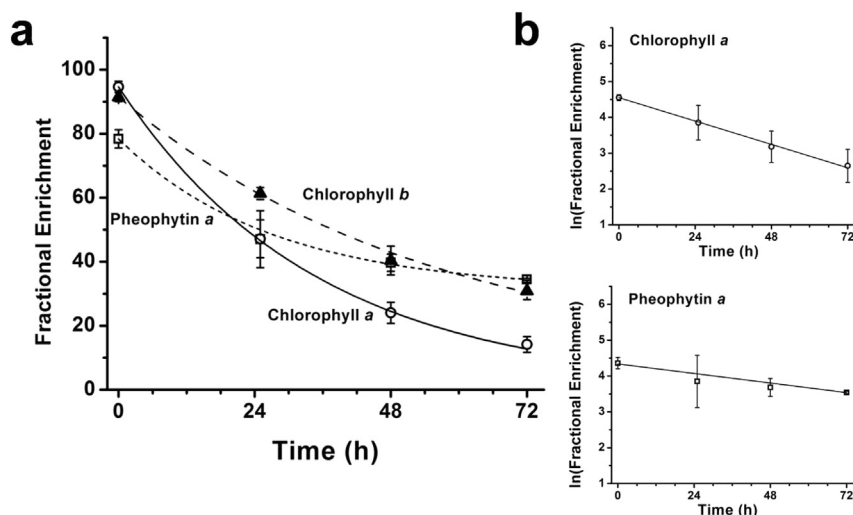 a
Fractional Enrichment
100
80
60
40
20
0
Chlorophyll b
Pheophytin a
Chlorophyll a
0
24
48
72
Time (h)
b
ln(Fractional Enrichment)
6
5
4
3
2
1
Chlorophyll a
0
24
48
72
Time (h)
ln(Fractional Enrichment)
6
5
4
3
2
1
Pheophytin a
0
24
48
72
Time (h)